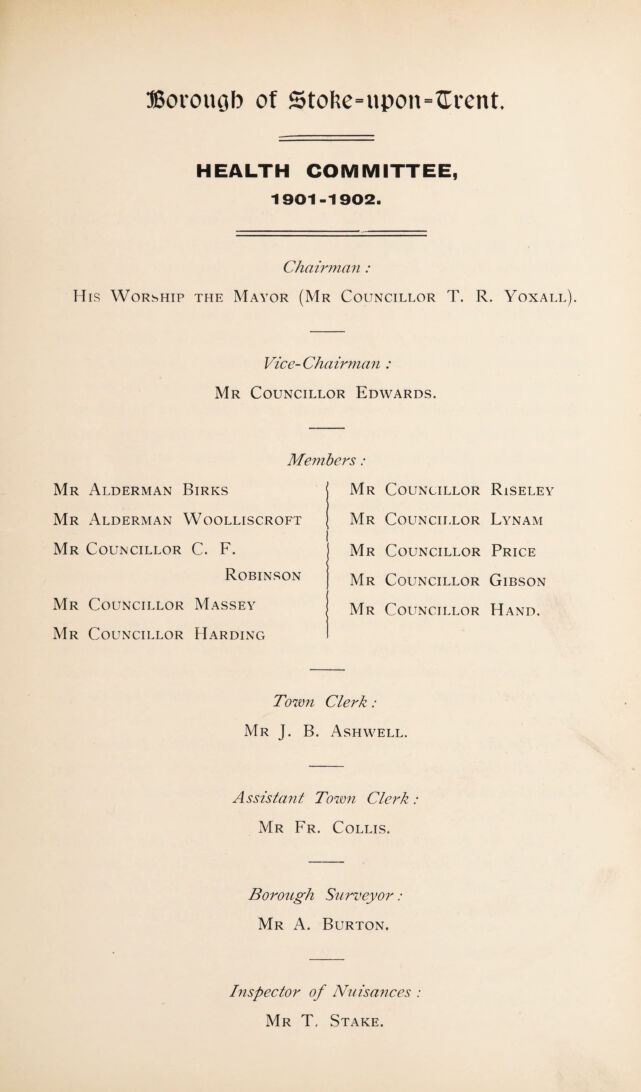 Borough of Stoke=upon=Trent.
HEALTH COMMITTEE,
1901-1902.
Chairman :
His Worship the Mayor (Mr Councillor T. R. Yoxall).
Vice-Chairman :
Mr Councillor Edwards.
Members :
Mr Alderman Birks
Mr Alderman Woolliscroft
Mr Councillor C. F.
Robinson
Mr Councillor Massey
Mr Councillor Harding
Mr Councillor Riseley
Mr Councillor Lynam
Mr Councillor Price
Mr Councillor Gibson
Mr Councillor Hand.
Town Clerk :
Mr J. B. Ashwell.
Assistant Town Clerk :
Mr Fr. Collis.
Borough Surveyor :
Mr A. Burton.
Inspector of Nuisances :
Mr T. Stake.